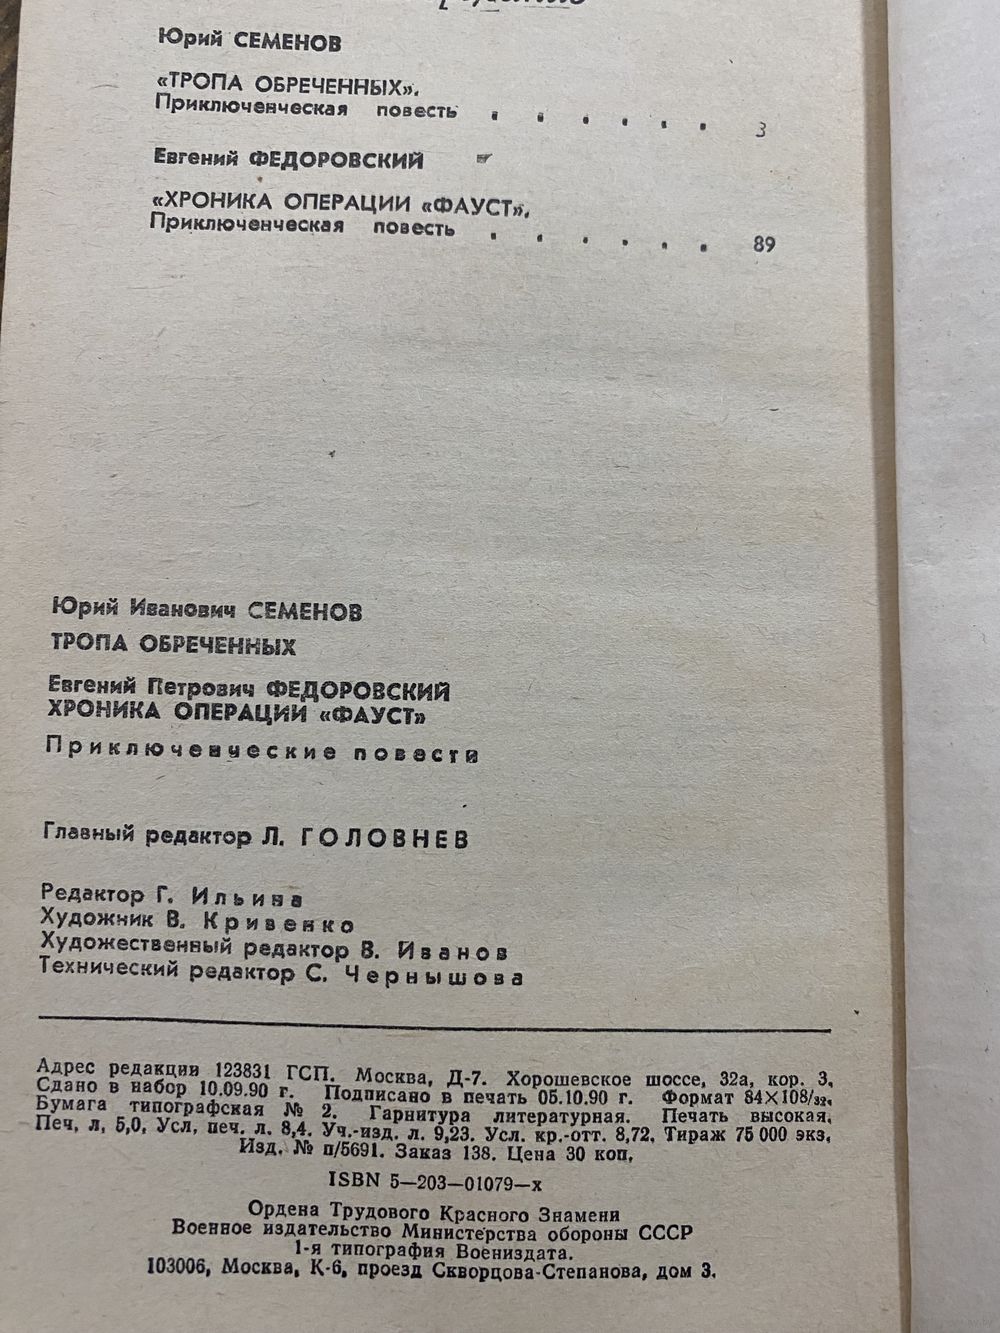 Юрий СЕМЕНОВ
«ТРОПА ОБРЕЧЕННЫХ».
Приключенческая повесть . . . . . . 3
Евгений ФЕДОРОВСКИЙ
«ХРОНИКА ОПЕРАЦИИ «ФАУСТ».
Приключенческая повесть . . . . . . 89
Юрий Иванович СЕМЕНОВ
ТРОПА ОБРЕЧЕННЫХ
Евгений Петрович ФЕДОРОВСКИЙ
ХРОНИКА ОПЕРАЦИИ «ФАУСТ»
Приключенческие повести
Главный редактор Л. ГОЛОВНЕВ
Редактор Г. Ильина
Художник В. Кривенко
Художественный редактор В. Иванов
Технический редактор С. Чернышова
Адрес редакции 123831 ГСП. Москва, Д-7. Хорошевское шоссе, 32а, кор. 3.
Сдано в набор 10.09.90 г. Подписано в печать 05.10.90 г. Формат 84×108/32.
Бумага типографская № 2. Гарнитура литературная. Печать высокая.
Печ. л. 5,0. Усл. печ. л. 8,4. Уч.-изд. л. 9,23. Усл. кр.-отт. 8,72. Тираж 75 000 экз.
Изд. № п/5691. Заказ 138. Цена 30 коп.
ISBN 5—203—01079—х
Ордена Трудового Красного Знамени
Военное издательство Министерства обороны СССР
1-я типография Воениздата.
103006, Москва, К-6, проезд Скворцова-Степанова, дом 3.